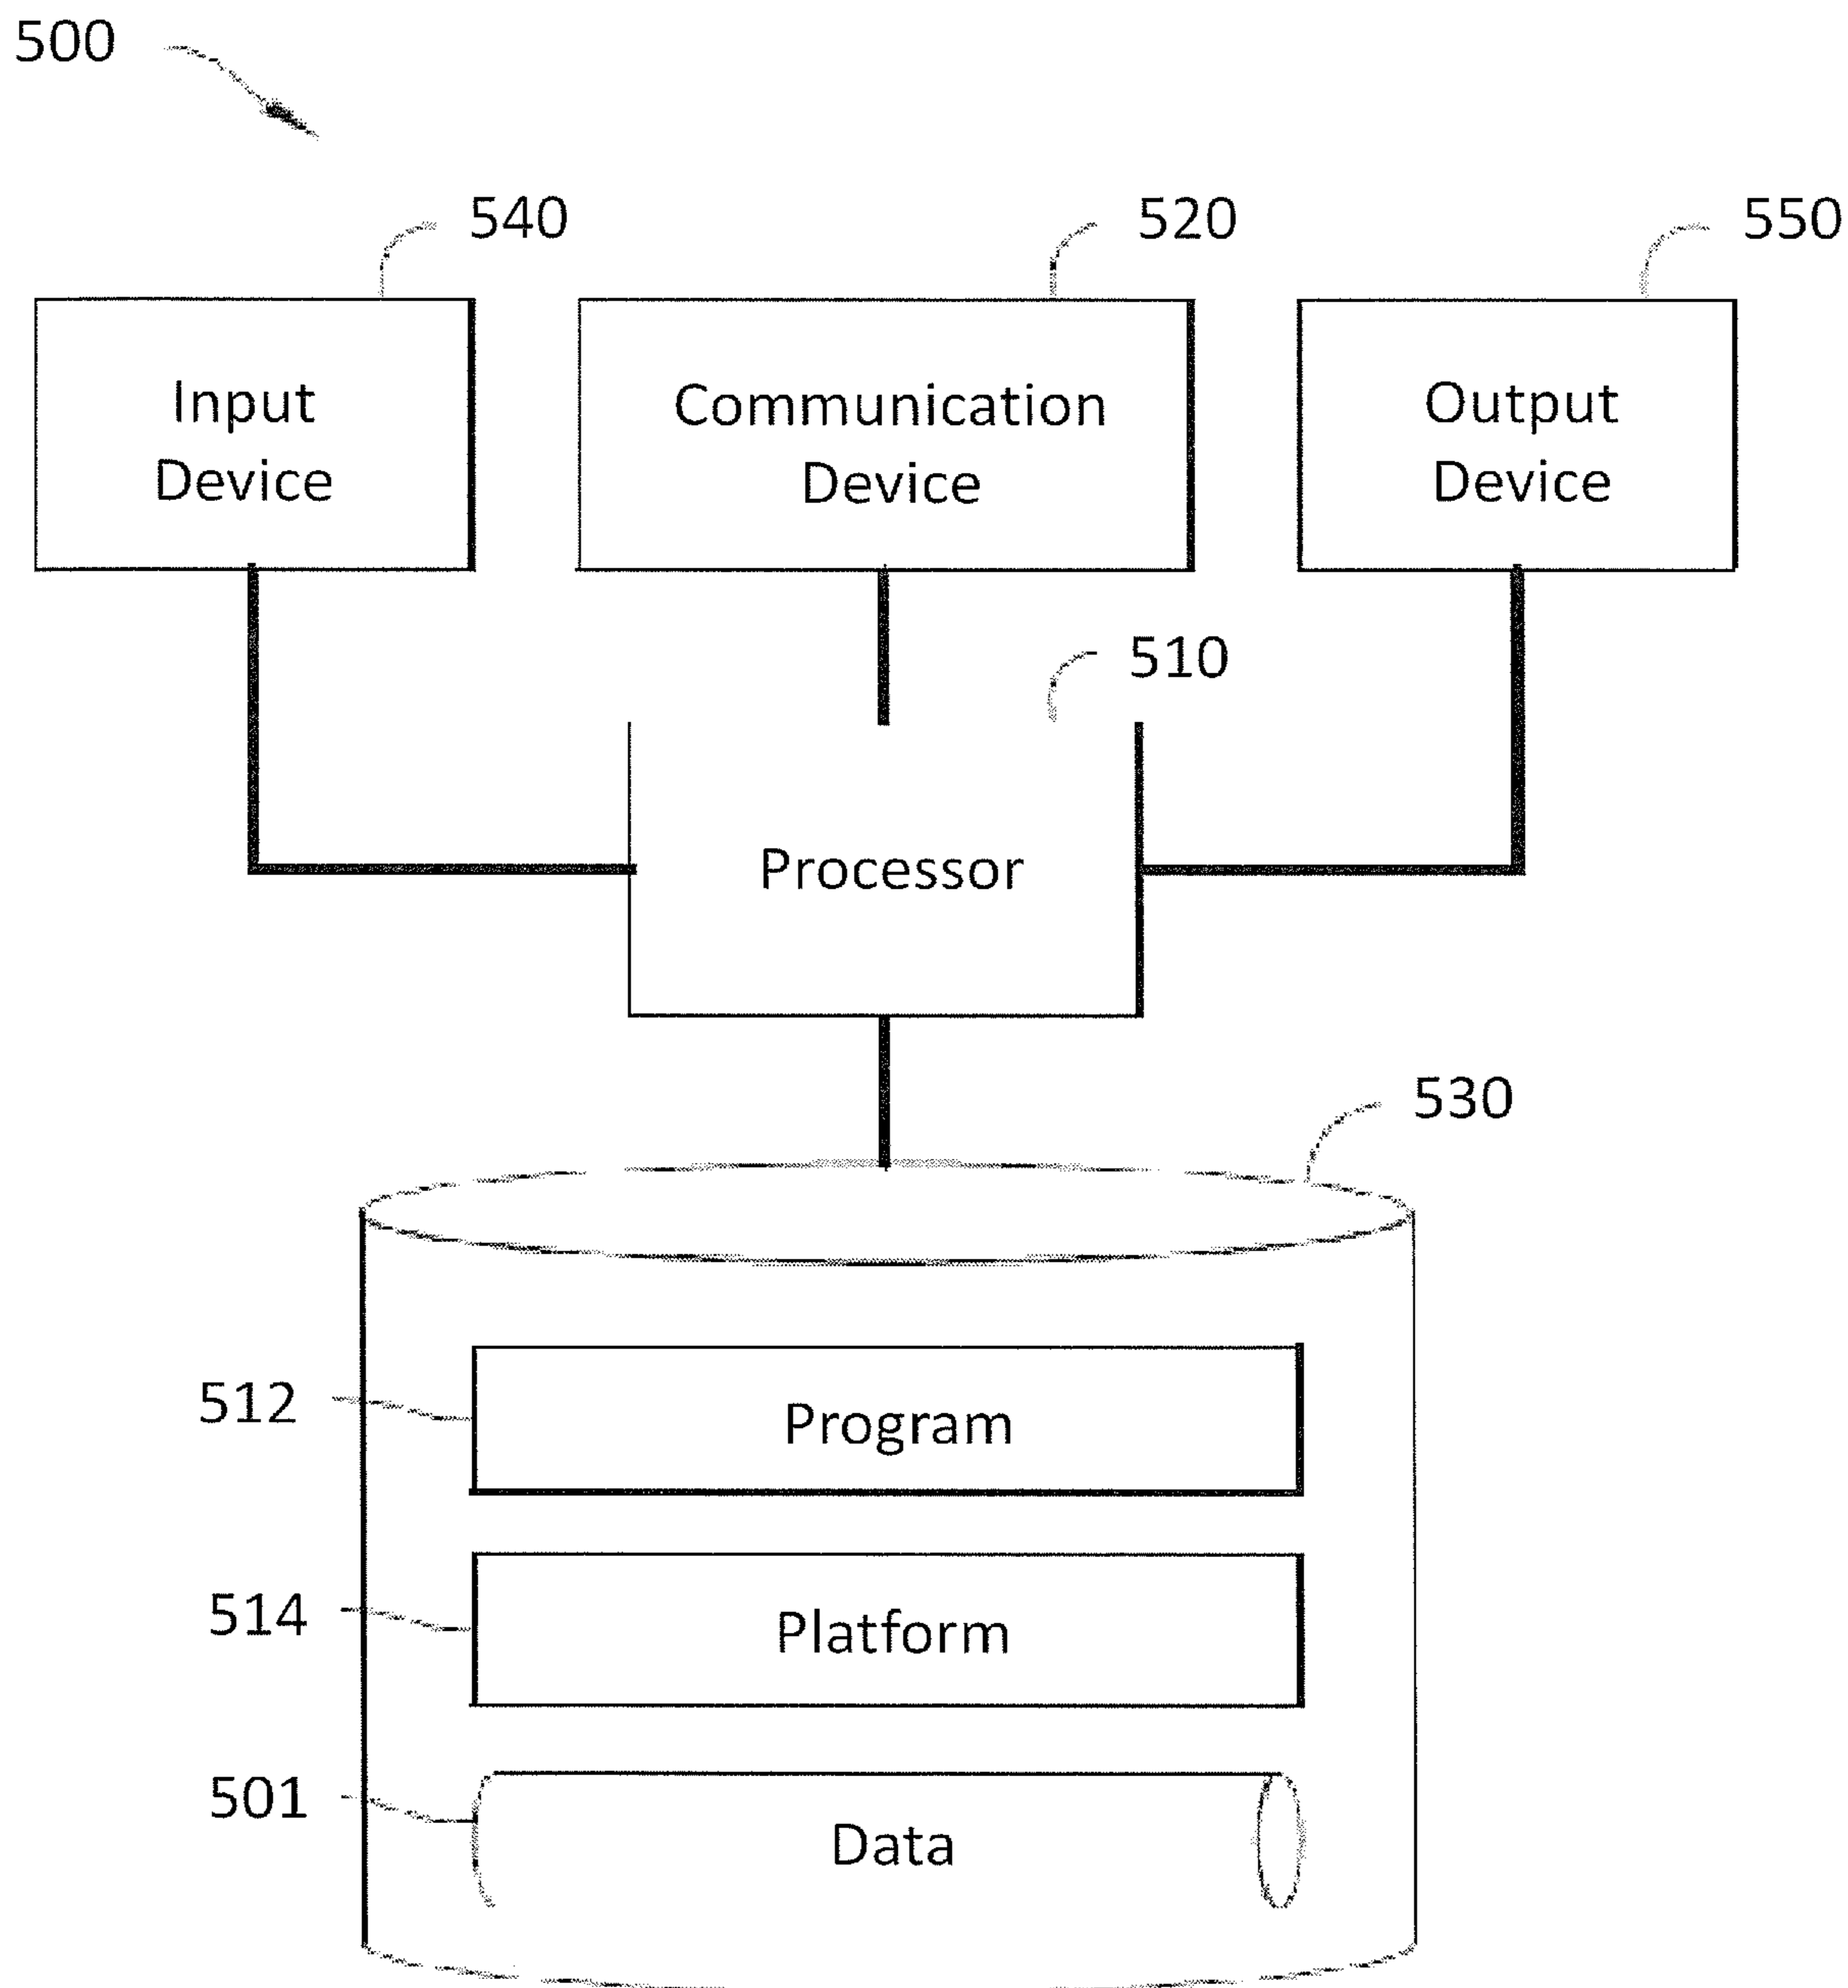 500
540
520
550
Input
Device
Communication
Device
Output
Device
510
Processor
530
512
Program
514
Platform
501
Data